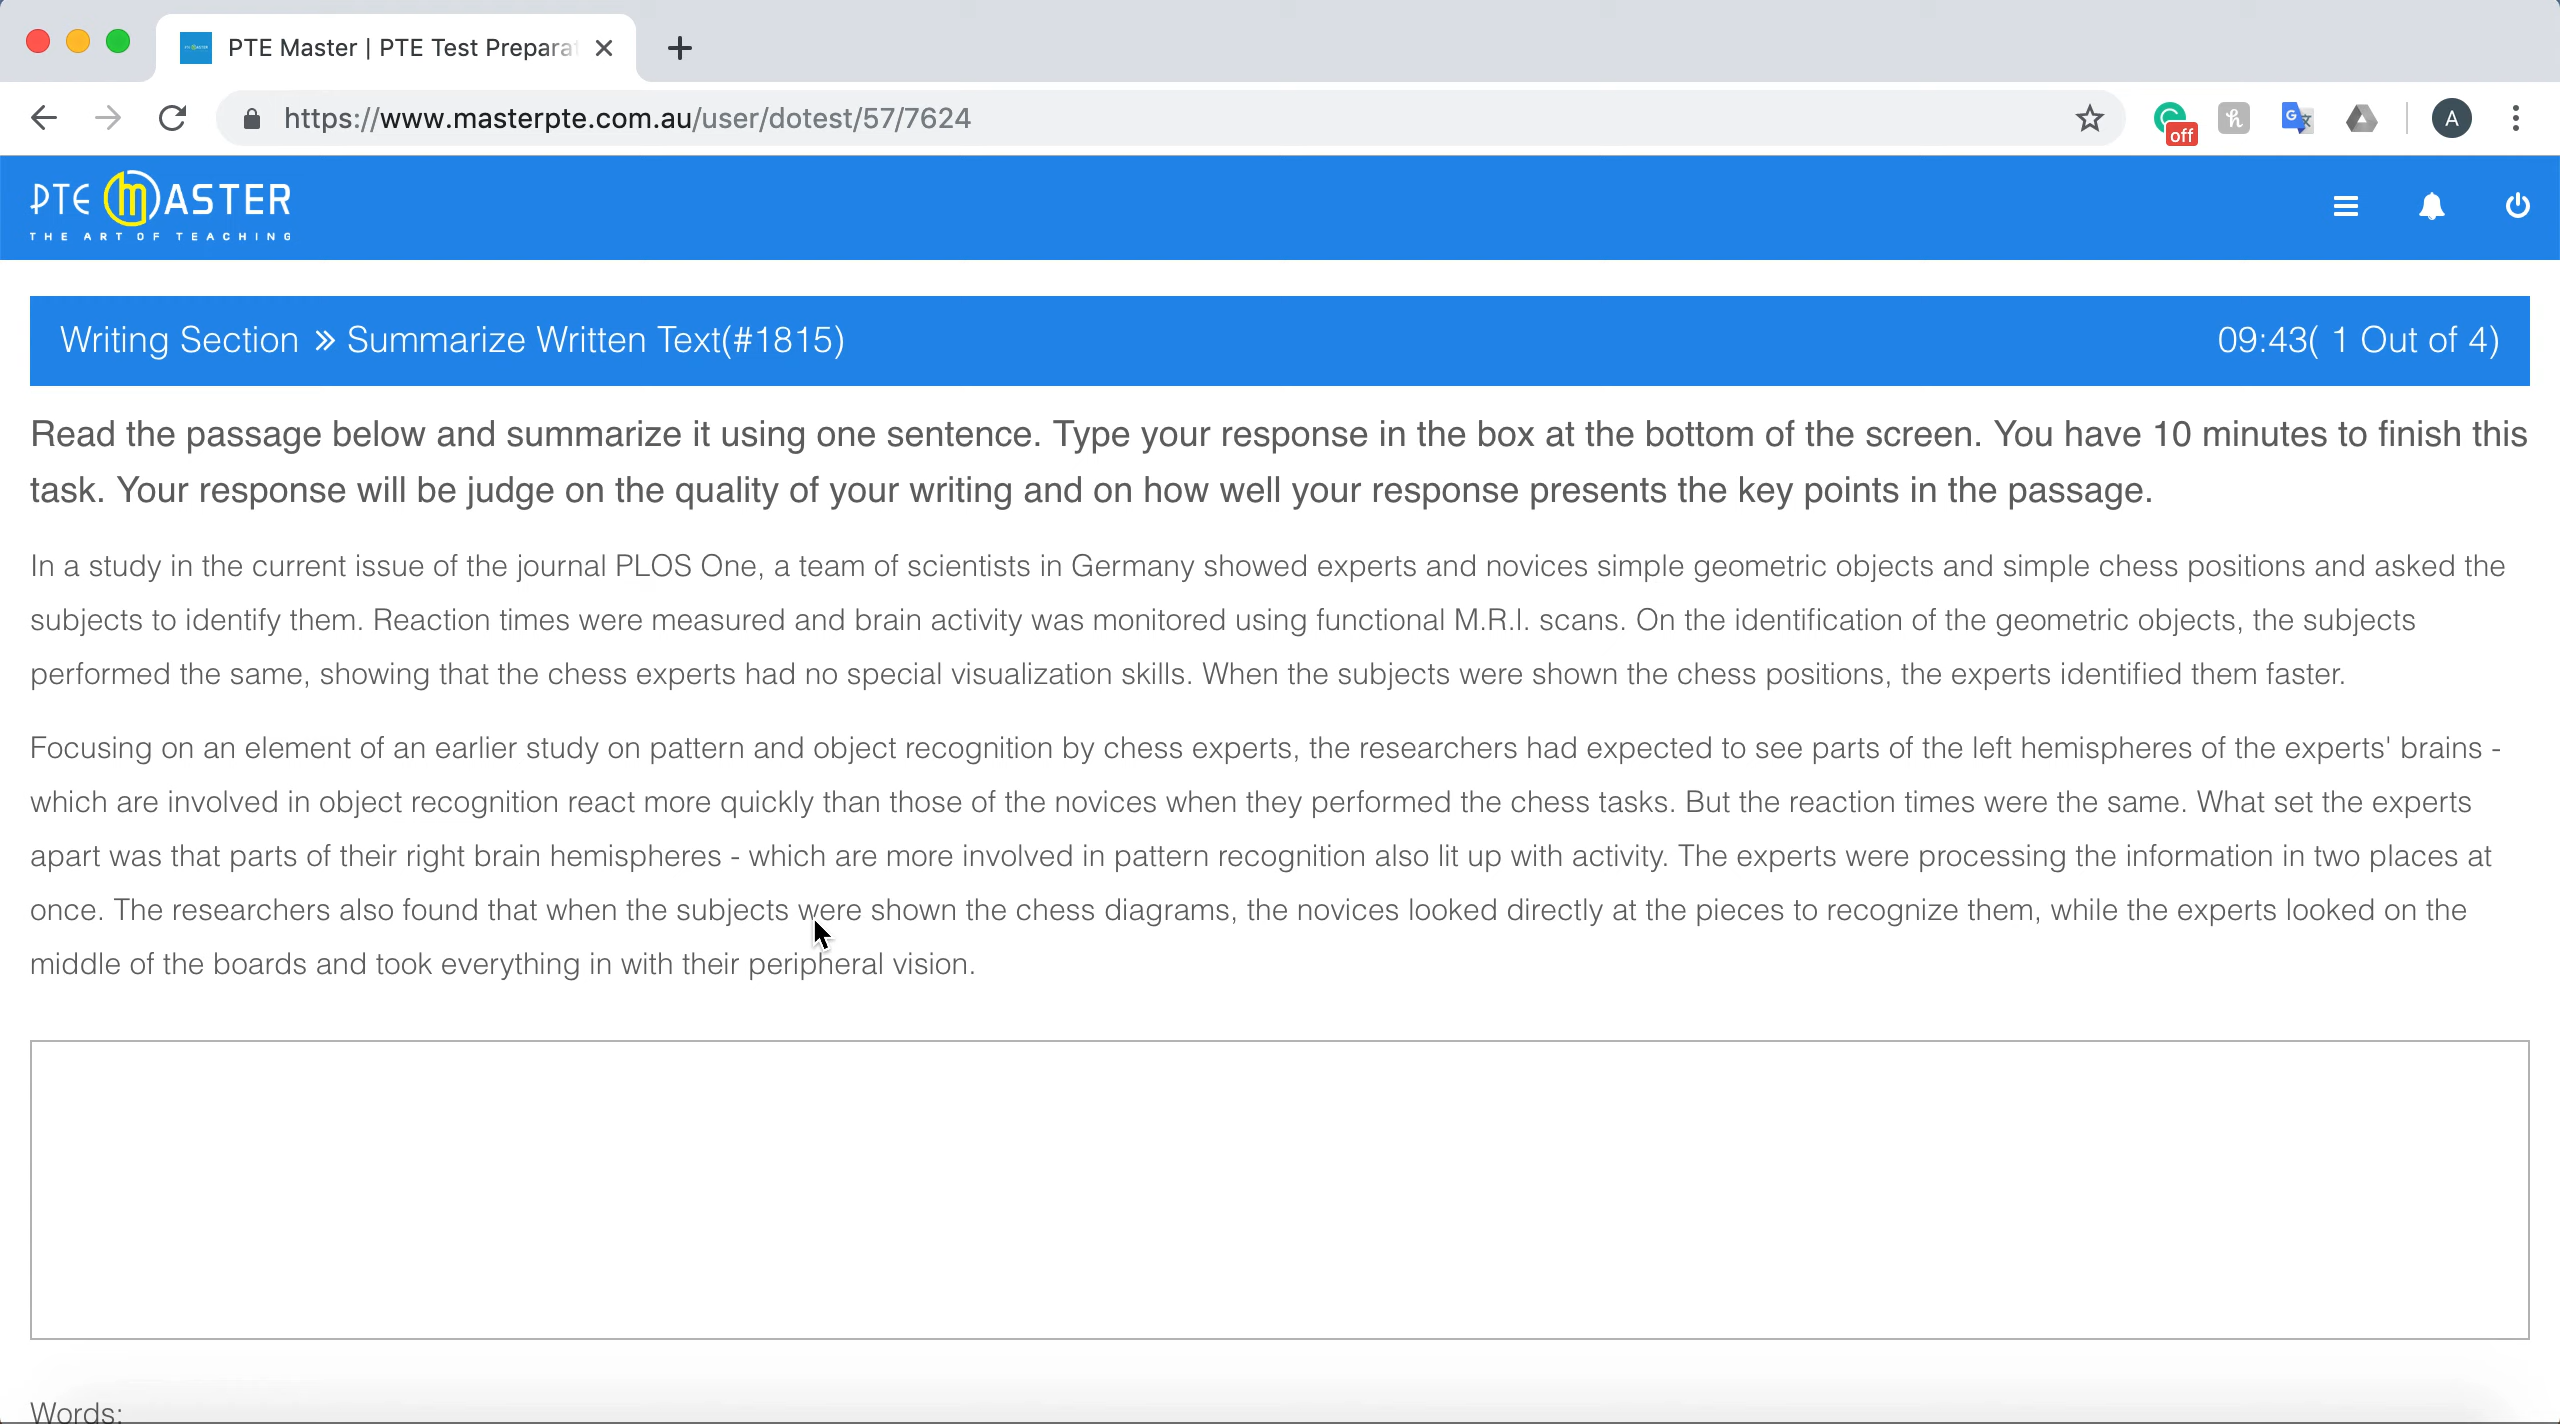 PTE Master | PTE Test Prepara
https://www.masterpte.com.au/user/dotest/57/7624
off
A
PTE MASTER
THE ART OF TEACHING
Writing Section » Summarize Written Text(#1815)
09:43( 1 Out of 4)
Read the passage below and summarize it using one sentence. Type your response in the box at the bottom of the screen. You have 10 minutes to finish this
task. Your response will be judge on the quality of your writing and on how well your response presents the key points in the passage.
In a study in the current issue of the journal PLOS One, a team of scientists in Germany showed experts and novices simple geometric objects and simple chess positions and asked the
subjects to identify them. Reaction times were measured and brain activity was monitored using functional M.R.I. scans. On the identification of the geometric objects, the subjects
performed the same, showing that the chess experts had no special visualization skills. When the subjects were shown the chess positions, the experts identified them faster.
Focusing on an element of an earlier study on pattern and object recognition by chess experts, the researchers had expected to see parts of the left hemispheres of the experts' brains -
which are involved in object recognition react more quickly than those of the novices when they performed the chess tasks. But the reaction times were the same. What set the experts
apart was that parts of their right brain hemispheres - which are more involved in pattern recognition also lit up with activity. The experts were processing the information in two places at
once. The researchers also found that when the subjects were shown the chess diagrams, the novices looked directly at the pieces to recognize them, while the experts looked on the
middle of the boards and took everything in with their peripheral vision.
Words: